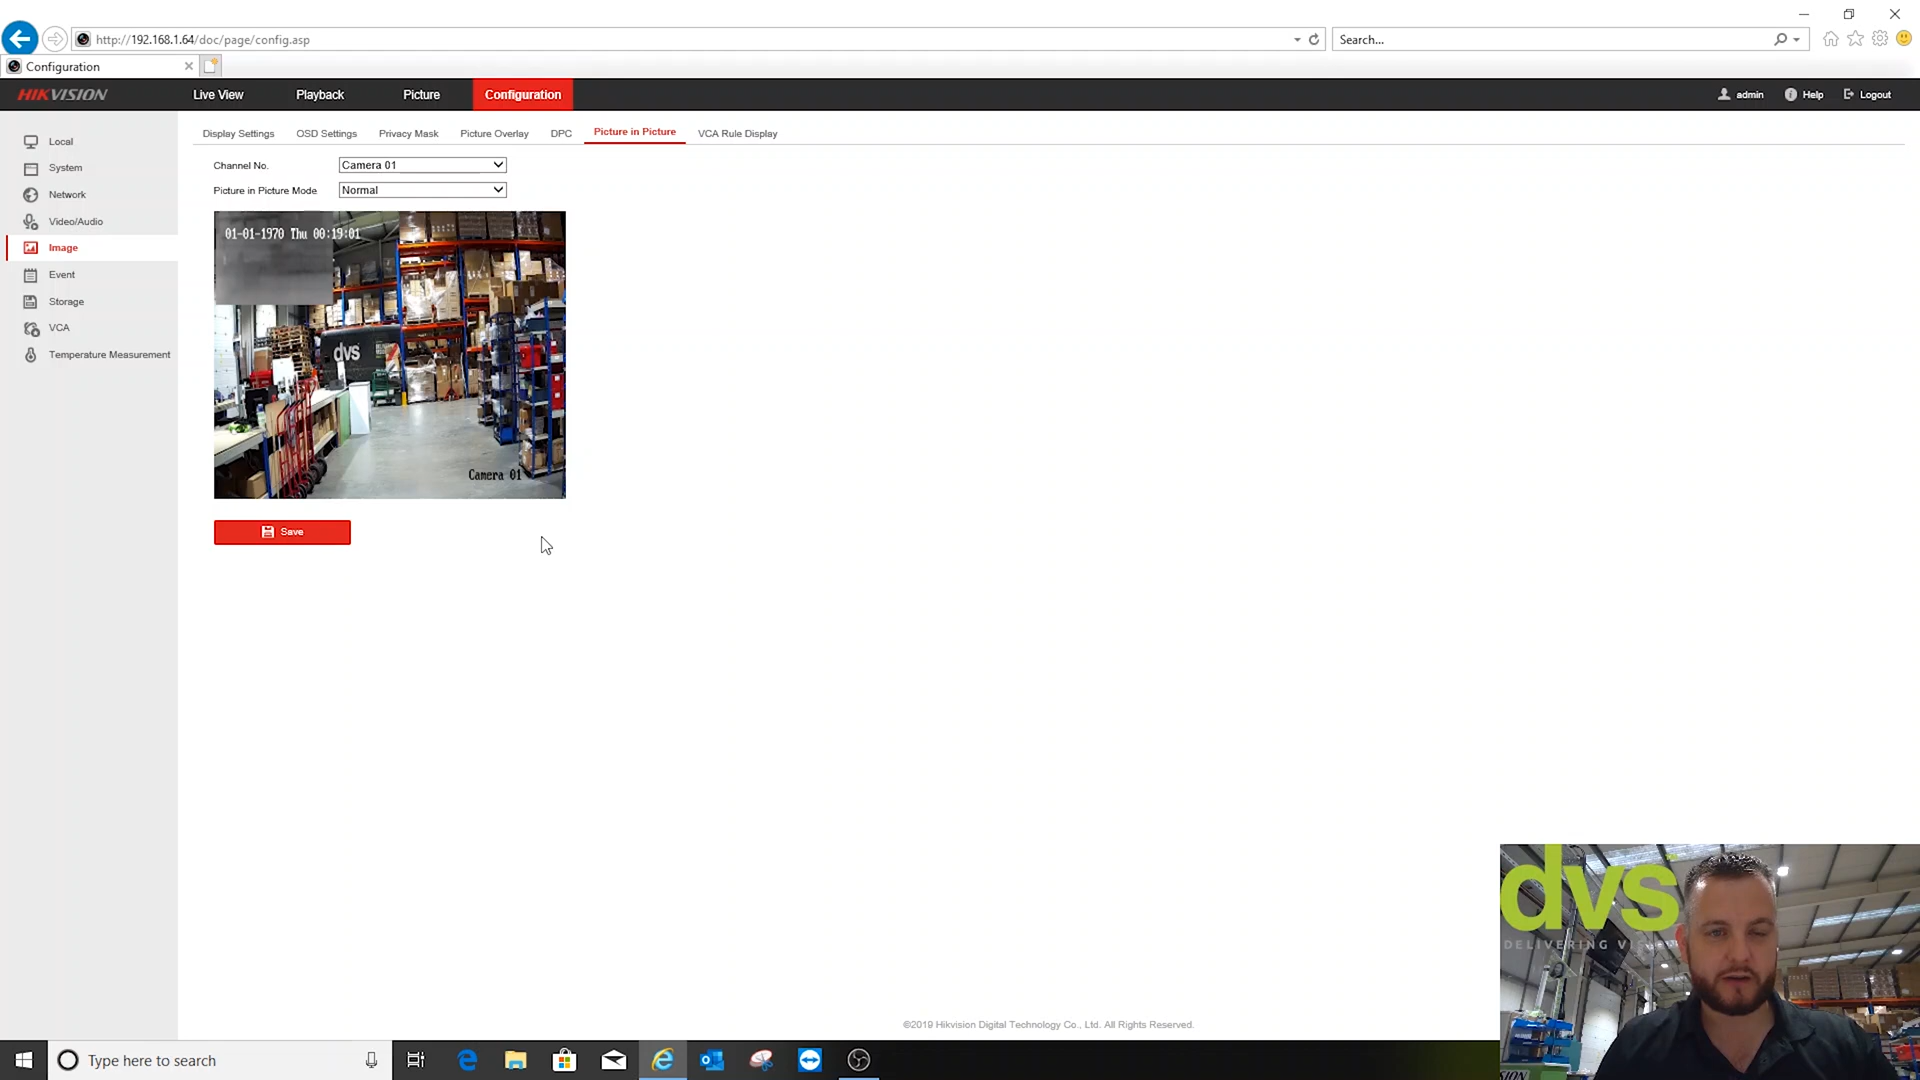 http://192.168.1.64/doc/page/config.asp
Search...
Configuration
HIKVISION
Live View
Playback
Picture
Configuration
admin
Help
Logout
Local
System
Network
Video/Audio
Image
Event
Storage
VCA
Temperature Measurement
Display Settings
OSD Settings
Privacy Mask
Picture Overlay
DPC
Picture in Picture
VCA Rule Display
Channel No.
Camera 01
Picture in Picture Mode
Normal
01-01-1970 Thu 00:19:01
dvs
Camera 01
Save
©2019 Hikvision Digital Technology Co., Ltd. All Rights Reserved.
dvs
DELIVERING
Type here to search